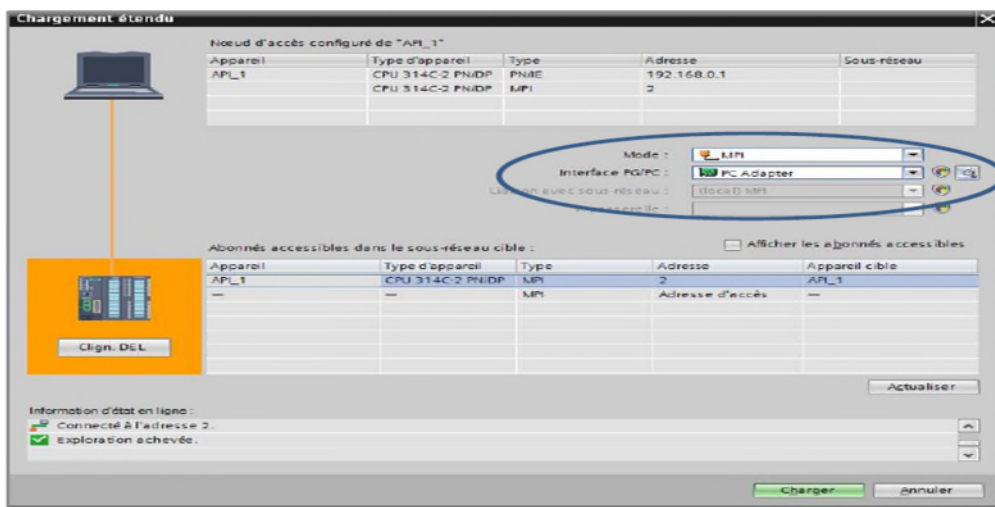 Chargement étendu
Nœud d'accès configuré de "API_1"
Appareil Type d'appareil Type Adresse Sous-réseau
API_1 CPU 314C-2 PN/DP PN/IE 192.168.0.1
CPU 314C-2 PN/DP MPI 2
Mode : MPI
Interface PG/PC : PC Adapter
Liaison avec sous-réseau : (local) MPI
Abonnés accessibles dans le sous-réseau cible :
Afficher les abonnés accessibles
Appareil Type d'appareil Type Adresse Appareil cible
API_1 CPU 314C-2 PN/DP MPI 2 API_1
— — MPI Adresse d'accès —
Clign. DEL
Actualiser
Information d'état en ligne :
Connecté à l'adresse 2.
Exploration achevée.
Charger Annuler